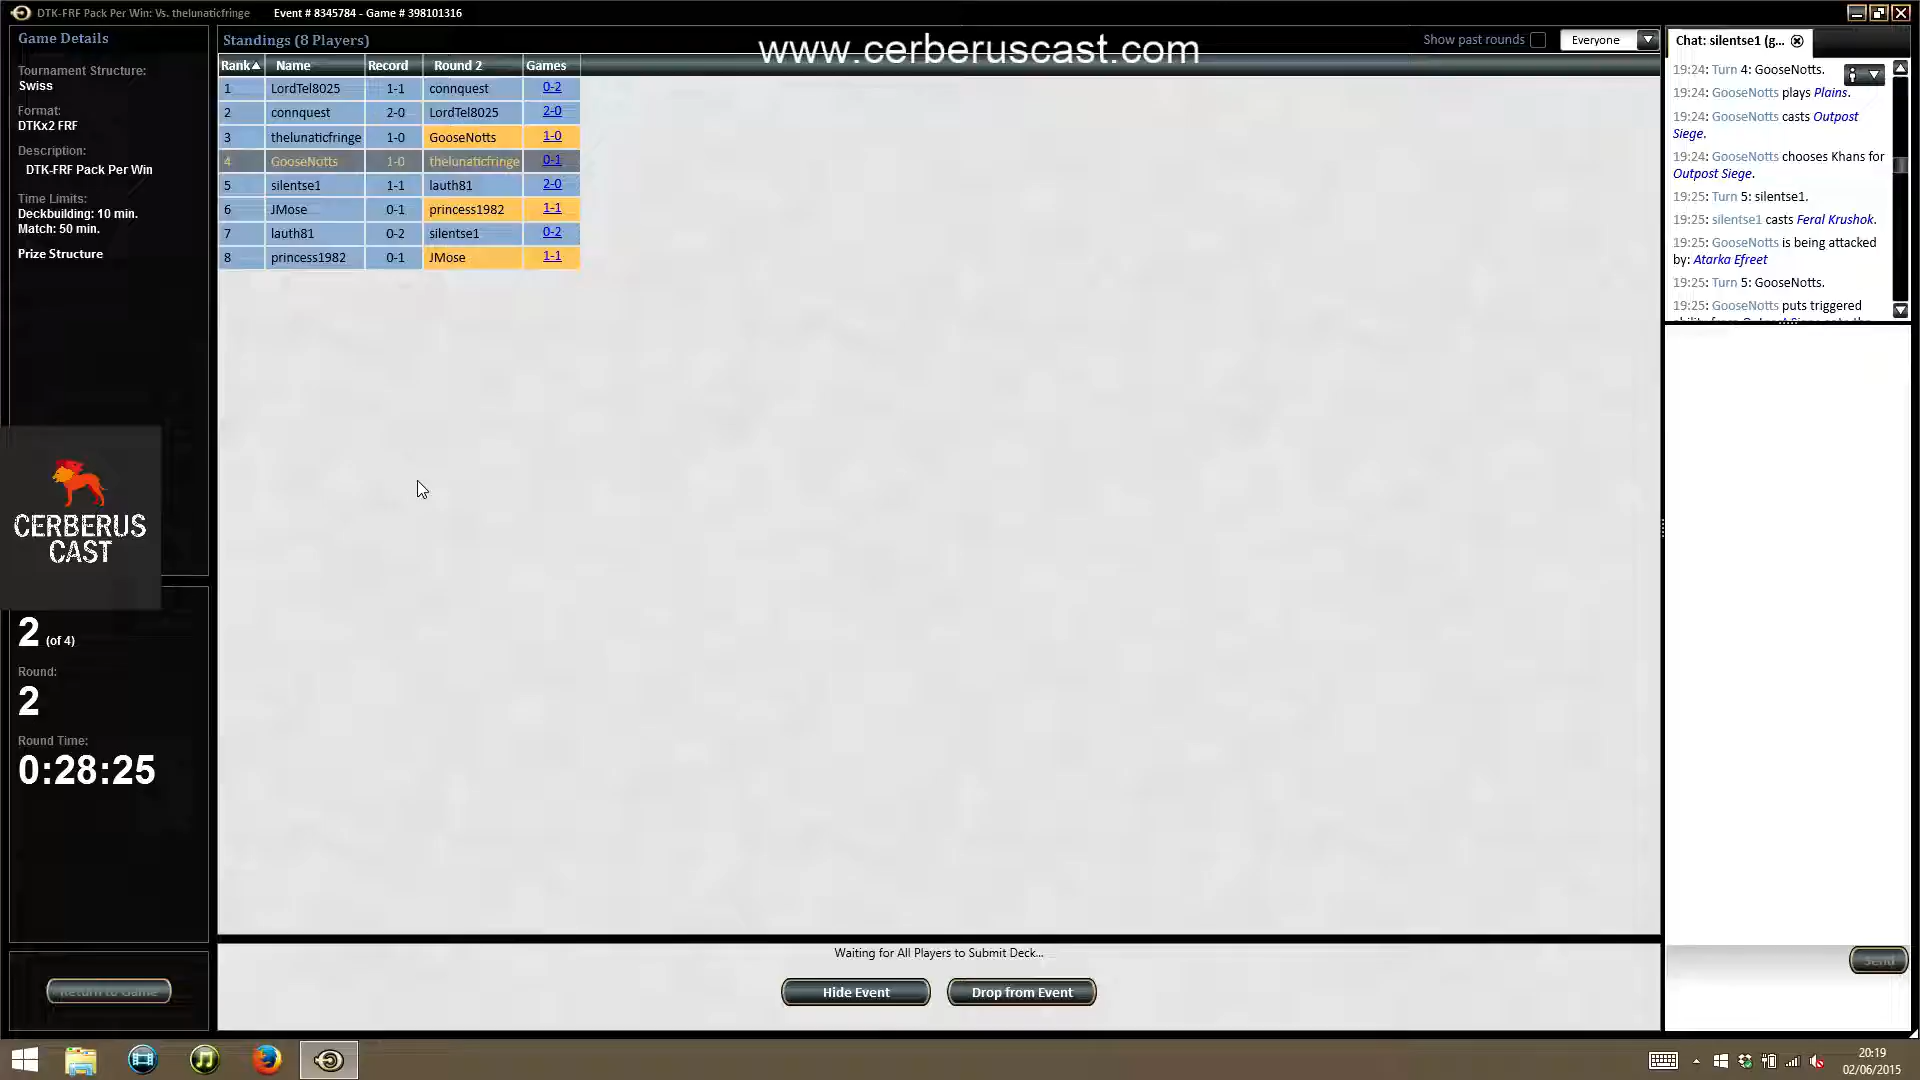 DTK-FRF Pack Per Win: Vs. thelunaticfringe Event # 8345784 - Game # 398101316
Game Details
Tournament Structure:
Swiss
Format:
DTKx2 FRF
Description:
DTK-FRF Pack Per Win
Time Limits:
Deckbuilding: 10 min.
Match: 50 min.
Prize Structure
CERBERUS
CAST
2 (of 4)
Round:
2
Round Time:
0:28:25
Return to Game
Standings (8 Players)
www.cerberuscast.com
Show past rounds Everyone
Rank Name Record Round 2 Games
1 LordTel8025 1-1 connquest 0-2
2 connquest 2-0 LordTel8025 2-0
3 thelunaticfringe 1-0 GooseNotts 1-0
4 GooseNotts 1-0 thelunaticfringe 0-1
5 silentse1 1-1 lauth81 2-0
6 JMose 0-1 princess1982 1-1
7 lauth81 0-2 silentse1 0-2
8 princess1982 0-1 JMose 1-1
Waiting for All Players to Submit Deck...
Hide Event Drop from Event
Chat: silentse1 (g...
19:24: Turn 4: GooseNotts.
19:24: GooseNotts plays Plains.
19:24: GooseNotts casts Outpost
Siege.
19:24: GooseNotts chooses Khans for
Outpost Siege.
19:25: Turn 5: silentse1.
19:25: silentse1 casts Feral Krushok.
19:25: GooseNotts is being attacked
by: Atarka Efreet
19:25: Turn 5: GooseNotts.
19:25: GooseNotts puts triggered
Send
20:19
02/06/2015